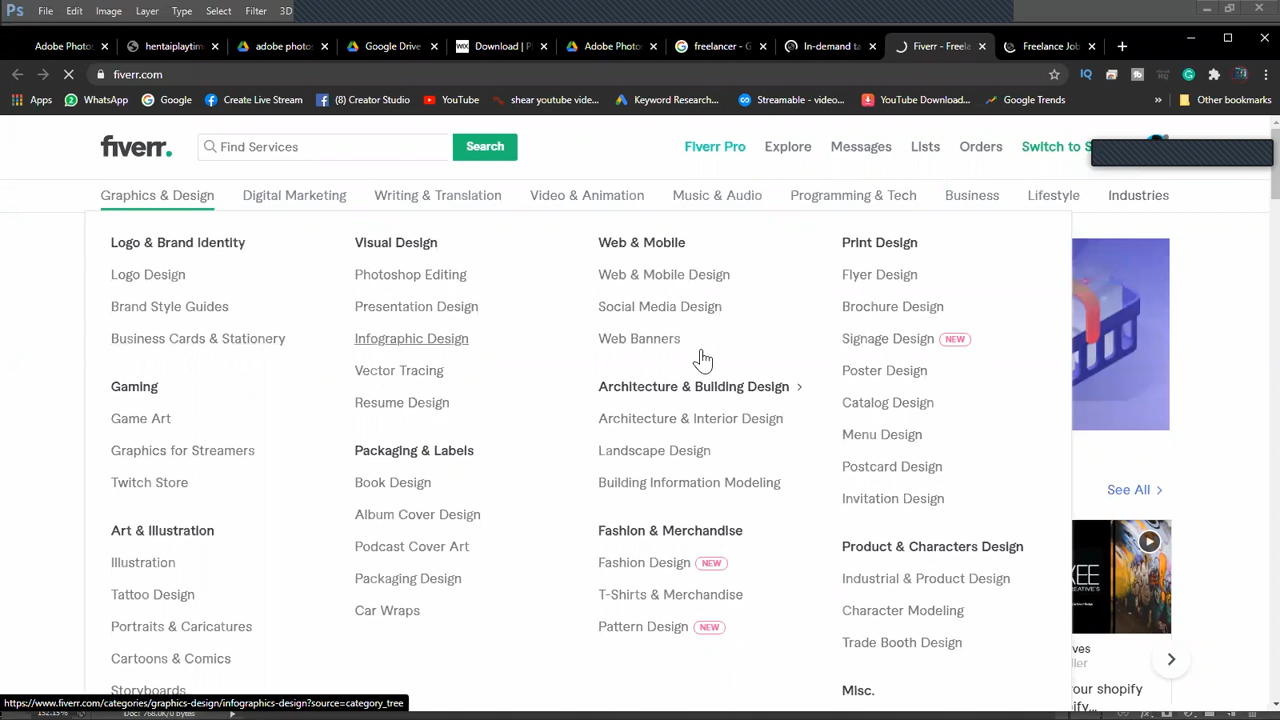 Ps File Edit Image Layer Type Select Filter 3D
Adobe Photos hentaiplaytime adobe photos Google Drive WIX Download | P Adobe Photo freelancer - G In-demand ta Fiverr - Freela Freelance Job
fiverr.com
Apps WhatsApp Google Create Live Stream (8) Creator Studio YouTube shear youtube vide... Keyword Research... Streamable - video... YouTube Download... Google Trends » Other bookmarks
fiverr. Find Services Search Fiverr Pro Explore Messages Lists Orders Switch to S
Graphics & Design Digital Marketing Writing & Translation Video & Animation Music & Audio Programming & Tech Business Lifestyle Industries
Logo & Brand Identity
Logo Design
Brand Style Guides
Business Cards & Stationery
Gaming
Game Art
Graphics for Streamers
Twitch Store
Art & Illustration
Illustration
Tattoo Design
Portraits & Caricatures
Cartoons & Comics
Storyboards
Visual Design
Photoshop Editing
Presentation Design
Infographic Design
Vector Tracing
Resume Design
Packaging & Labels
Book Design
Album Cover Design
Podcast Cover Art
Packaging Design
Car Wraps
Web & Mobile
Web & Mobile Design
Social Media Design
Web Banners
Architecture & Building Design >
Architecture & Interior Design
Landscape Design
Building Information Modeling
Fashion & Merchandise
Fashion Design NEW
T-Shirts & Merchandise
Pattern Design NEW
Print Design
Flyer Design
Brochure Design
Signage Design NEW
Poster Design
Catalog Design
Menu Design
Postcard Design
Invitation Design
Product & Characters Design
Industrial & Product Design
Character Modeling
Trade Booth Design
Misc.
See All >
ves
ller
your shopify
https://www.fiverr.com/categories/graphics-design/infographics-design?source=category_tree